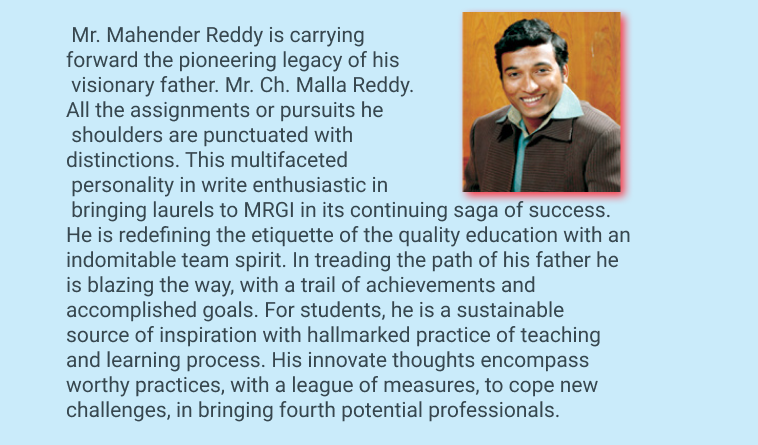 Mr. Mahender Reddy is carrying
forward the pioneering legacy of his
visionary father. Mr. Ch. Malla Reddy.
All the assignments or pursuits he
shoulders are punctuated with
distinctions. This multifaceted
personality in write enthusiastic in
bringing laurels to MRGI in its continuing saga of success.
He is redefining the etiquette of the quality education with an
indomitable team spirit. In treading the path of his father he
is blazing the way, with a trail of achievements and
accomplished goals. For students, he is a sustainable
source of inspiration with hallmarked practice of teaching
and learning process. His innovate thoughts encompass
worthy practices, with a league of measures, to cope new
challenges, in bringing fourth potential professionals.